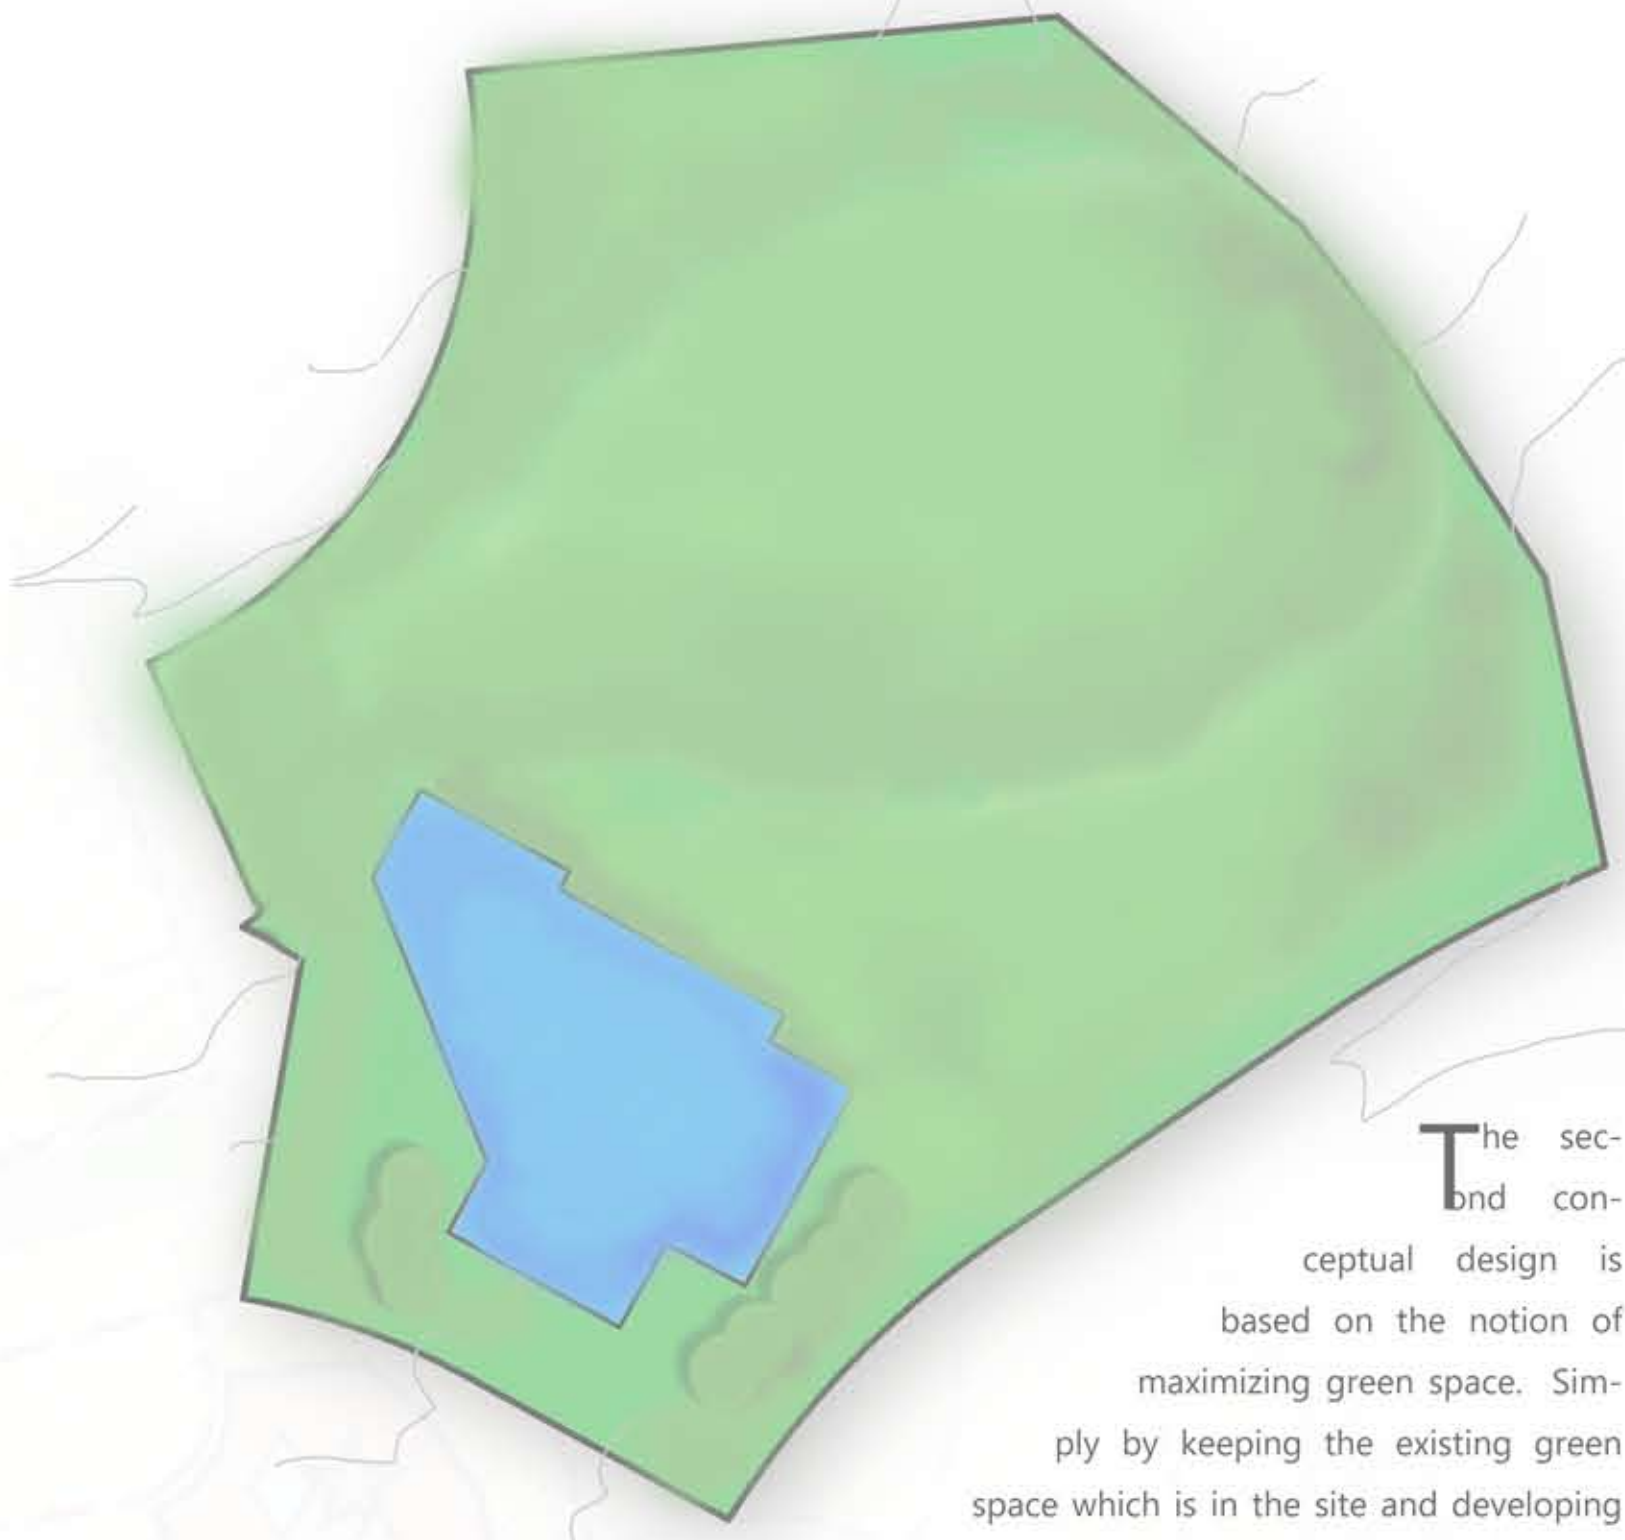 The sec-
ond con-
ceptual design is
based on the notion of
maximizing green space. Sim-
ply by keeping the existing green
space which is in the site and developing